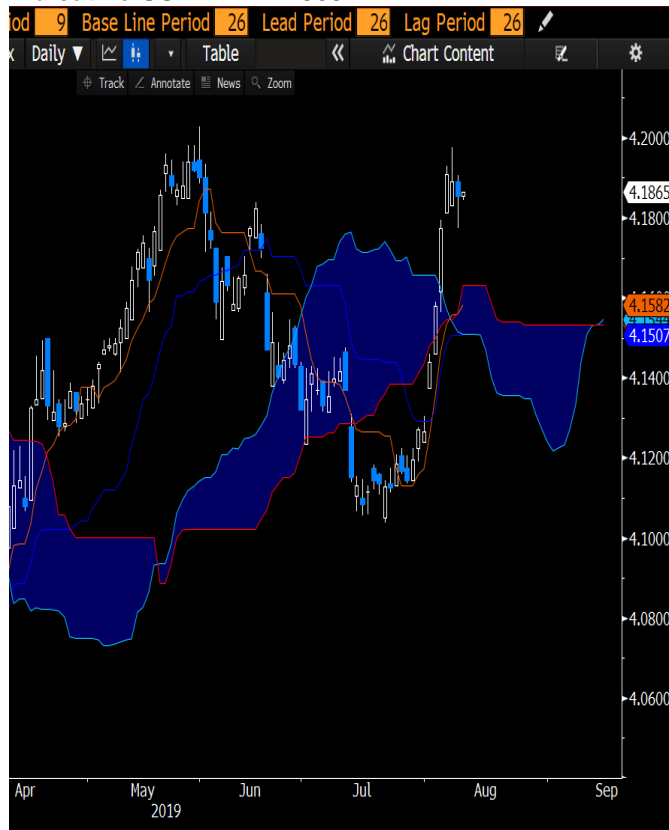 9 Base Line Period 26 Lead Period 26 Lag Period 26
Daily ▼ Table « Chart Content
Track Annotate News Zoom
4.2000
4.1865
4.1800
4.1582
4.1507
4.1400
4.1200
4.1000
4.0800
4.0600
Apr May Jun Jul Aug Sep
2019